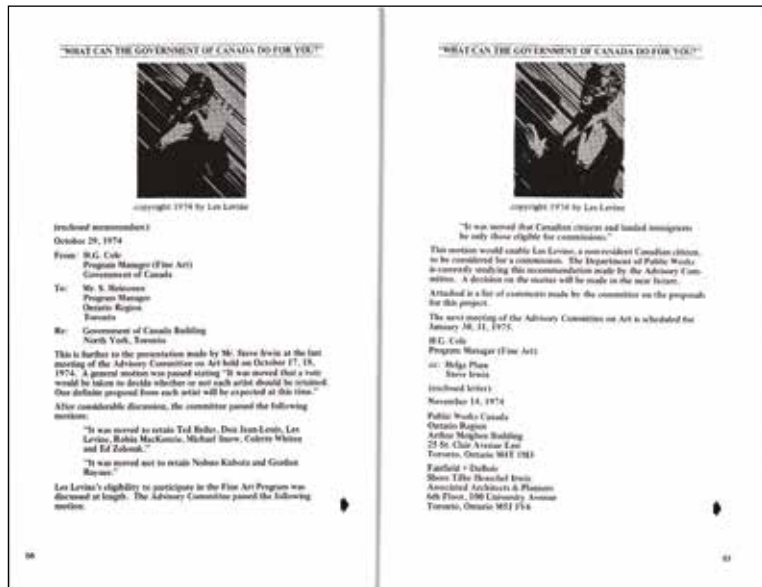 "WHAT CAN THE GOVERNMENT OF CANADA DO FOR YOU?"
copyright 1974 by Les Levine
(enclosed memorandum)
October 29, 1974
From: H.G. Cole
Program Manager (Fine Art)
Government of Canada
To: Mr. S.
Program Manager
Ontario Region
Toronto
Re: Government of Canada Building
North York, Toronto
This is further to the presentation made by Mr. Steve Irwin at the last
meeting of the Advisory Committee on Art held on October 17, 18,
1974. A general motion was passed stating "It was moved that a vote
would be taken to decide whether or not each artist should be retained.
One definite proposal from each artist will be expected at this time."
After considerable discussion, the committee passed the following
motions:
"It was moved to retain Ted Bieler, Don Jean-Louis, Les
Levine, Robin MacKenzie, Michael Snow, Colette Whiten
and Ed Zelenak."
"It was moved not to retain Nobuo Kubota and Gordon
Rayner."
Les Levine's eligibility to participate in the Fine Art Program was
discussed at length. The Advisory Committee passed the following
motion:
"WHAT CAN THE GOVERNMENT OF CANADA DO FOR YOU?"
copyright 1974 by Les Levine
"It was moved that Canadian citizens and landed immigrants
be only those eligible for commissions."
This motion would enable Les Levine, a non-resident Canadian citizen,
to be considered for a commission. The Department of Public Works
is currently studying this recommendation made by the Advisory Com-
mittee. A decision on the matter will be made in the near future.
Attached is a list of comments made by the committee on the proposals
for this project.
The next meeting of the Advisory Committee on Art is scheduled for
January 30, 31, 1975.
H.G. Cole
Program Manager (Fine Art)
cc: Helga Plum
Steve Irwin
(enclosed letter)
November 14, 1974
Public Works Canada
Ontario Region
Arthur Meighen Building
25 St. Clair Avenue East
Toronto, Ontario
Fairfield + DuBois
Shore Tilbe Henschel Irwin
Associated Architects & Planners
6th Floor, University Avenue
Toronto, Ontario